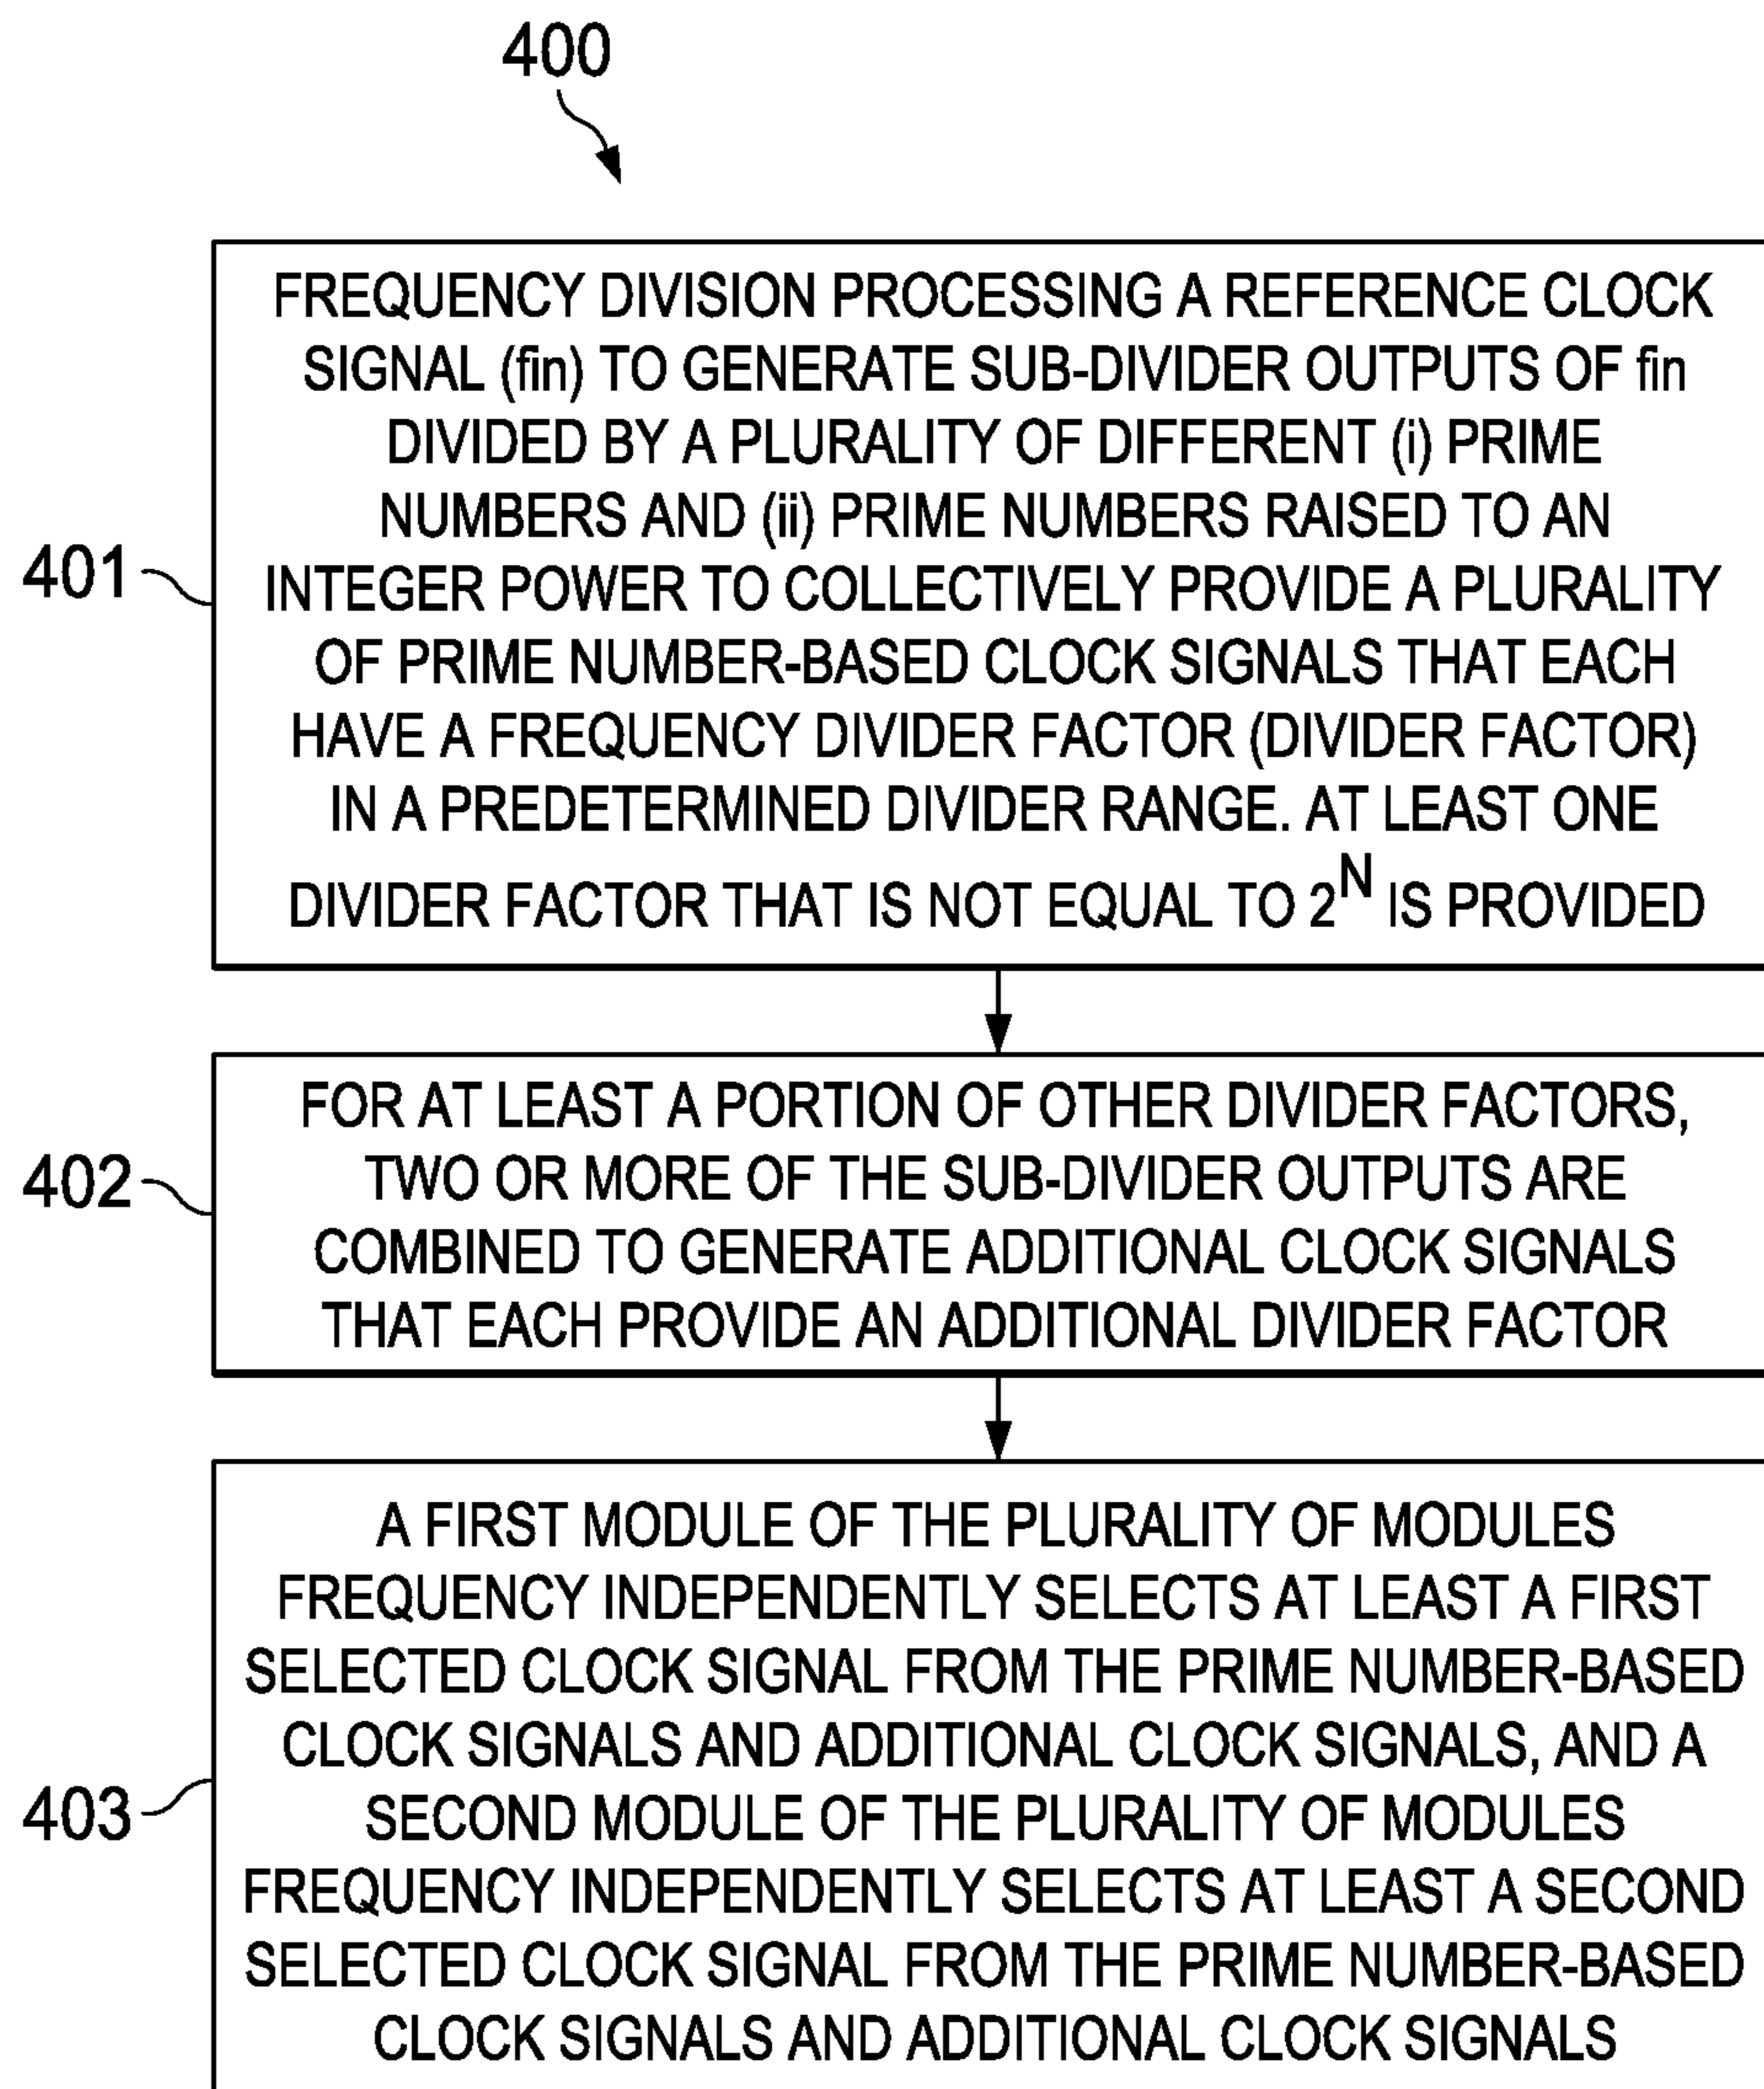 400
FREQUENCY DIVISION PROCESSING A REFERENCE CLOCK
SIGNAL (fin) TO GENERATE SUB-DIVIDER OUTPUTS OF fin
DIVIDED BY A PLURALITY OF DIFFERENT (i) PRIME
NUMBERS AND (ii) PRIME NUMBERS RAISED TO AN
401
INTEGER POWER TO COLLECTIVELY PROVIDE A PLURALITY
OF PRIME NUMBER-BASED CLOCK SIGNALS THAT EACH
HAVE A FREQUENCY DIVIDER FACTOR (DIVIDER FACTOR)
IN A PREDETERMINED DIVIDER RANGE. AT LEAST ONE
DIVIDER FACTOR THAT IS NOT EQUAL TO 2^N IS PROVIDED
FOR AT LEAST A PORTION OF OTHER DIVIDER FACTORS,
402
TWO OR MORE OF THE SUB-DIVIDER OUTPUTS ARE
COMBINED TO GENERATE ADDITIONAL CLOCK SIGNALS
THAT EACH PROVIDE AN ADDITIONAL DIVIDER FACTOR
A FIRST MODULE OF THE PLURALITY OF MODULES
FREQUENCY INDEPENDENTLY SELECTS AT LEAST A FIRST
SELECTED CLOCK SIGNAL FROM THE PRIME NUMBER-BASED
CLOCK SIGNALS AND ADDITIONAL CLOCK SIGNALS, AND A
403
SECOND MODULE OF THE PLURALITY OF MODULES
FREQUENCY INDEPENDENTLY SELECTS AT LEAST A SECOND
SELECTED CLOCK SIGNAL FROM THE PRIME NUMBER-BASED
CLOCK SIGNALS AND ADDITIONAL CLOCK SIGNALS